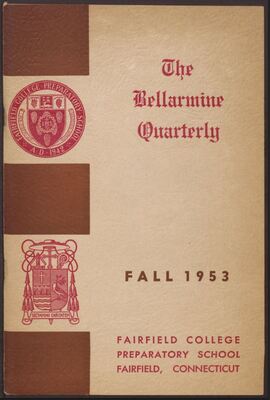 The
Bellarmine
Quarterly
FAIRFIELD COLLEGE PREPARATORY SCHOOL
A·D·1942
FALL 1953
FAIRFIELD COLLEGE
PREPARATORY SCHOOL
FAIRFIELD, CONNECTICUT